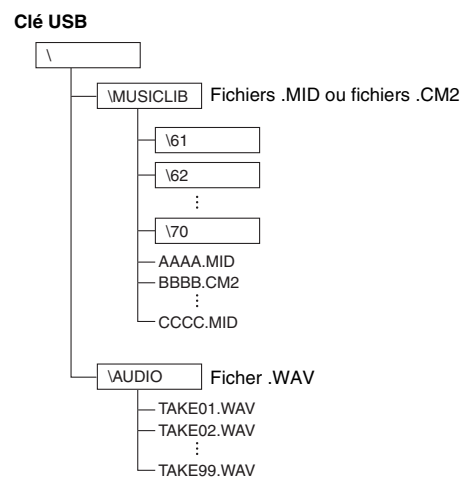 Clé USB
\
\MUSICLIB Fichiers .MID ou fichiers .CM2
\61
\62
⋮
\70
AAAA.MID
BBBB.CM2
⋮
CCCC.MID
\AUDIO Ficher .WAV
TAKE01.WAV
TAKE02.WAV
⋮
TAKE99.WAV